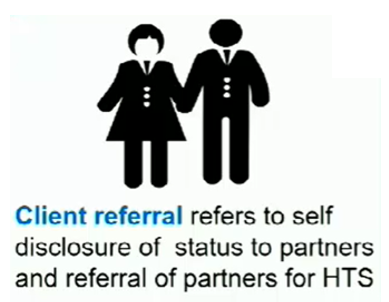 Client referral refers to self
disclosure of status to partners
and referral of partners for HTS